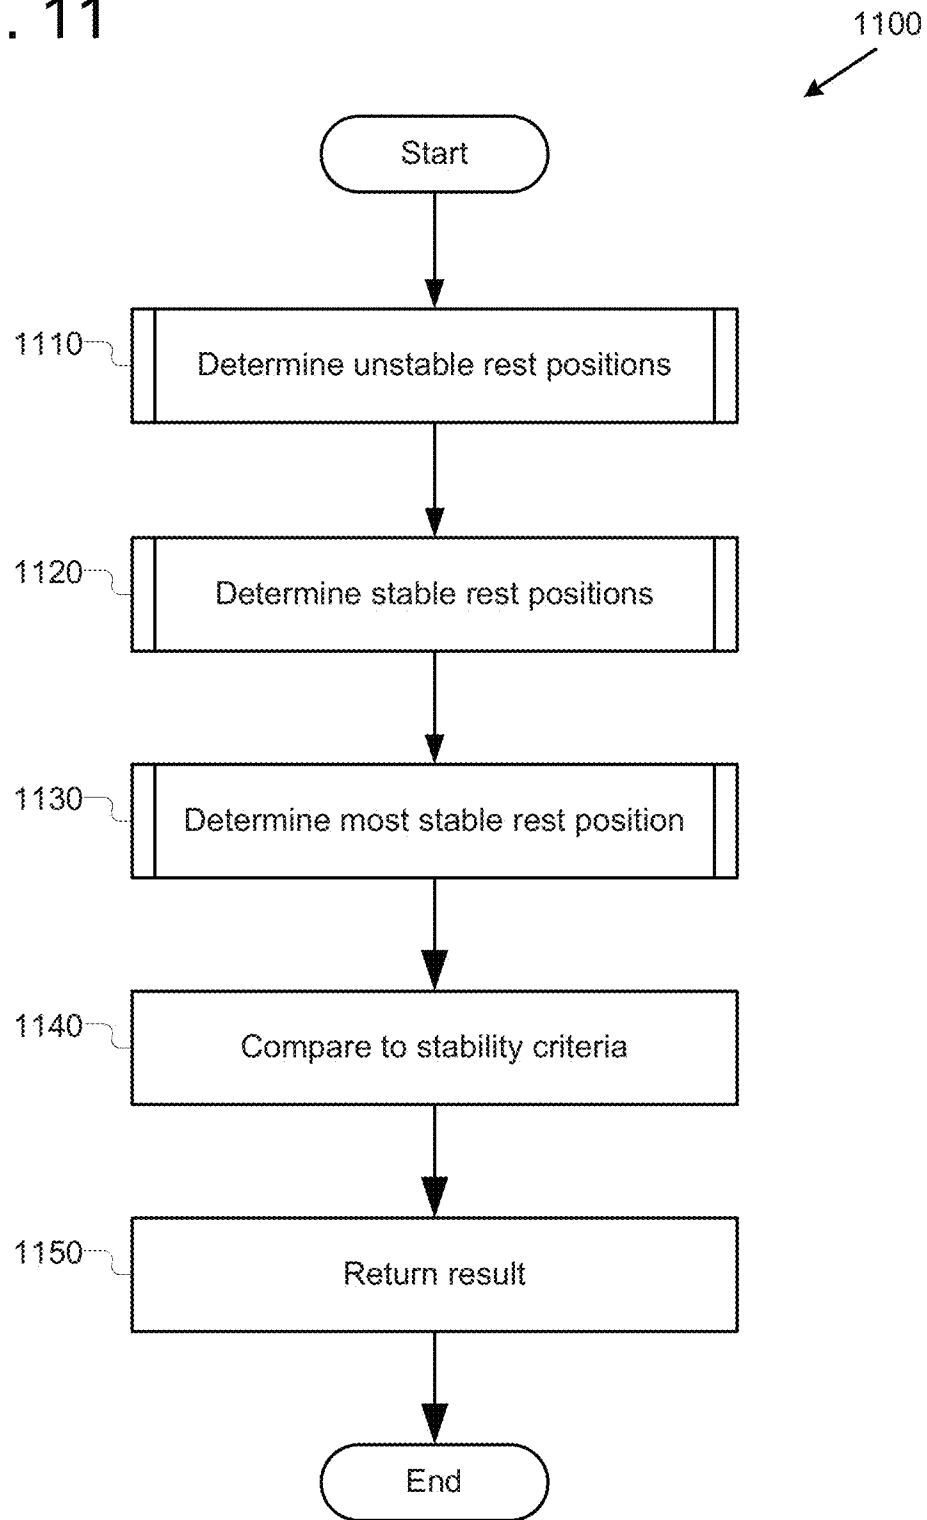 . 11
1100
Start
1110
Determine unstable rest positions
1120
Determine stable rest positions
1130
Determine most stable rest position
1140
Compare to stability criteria
1150
Return result
End